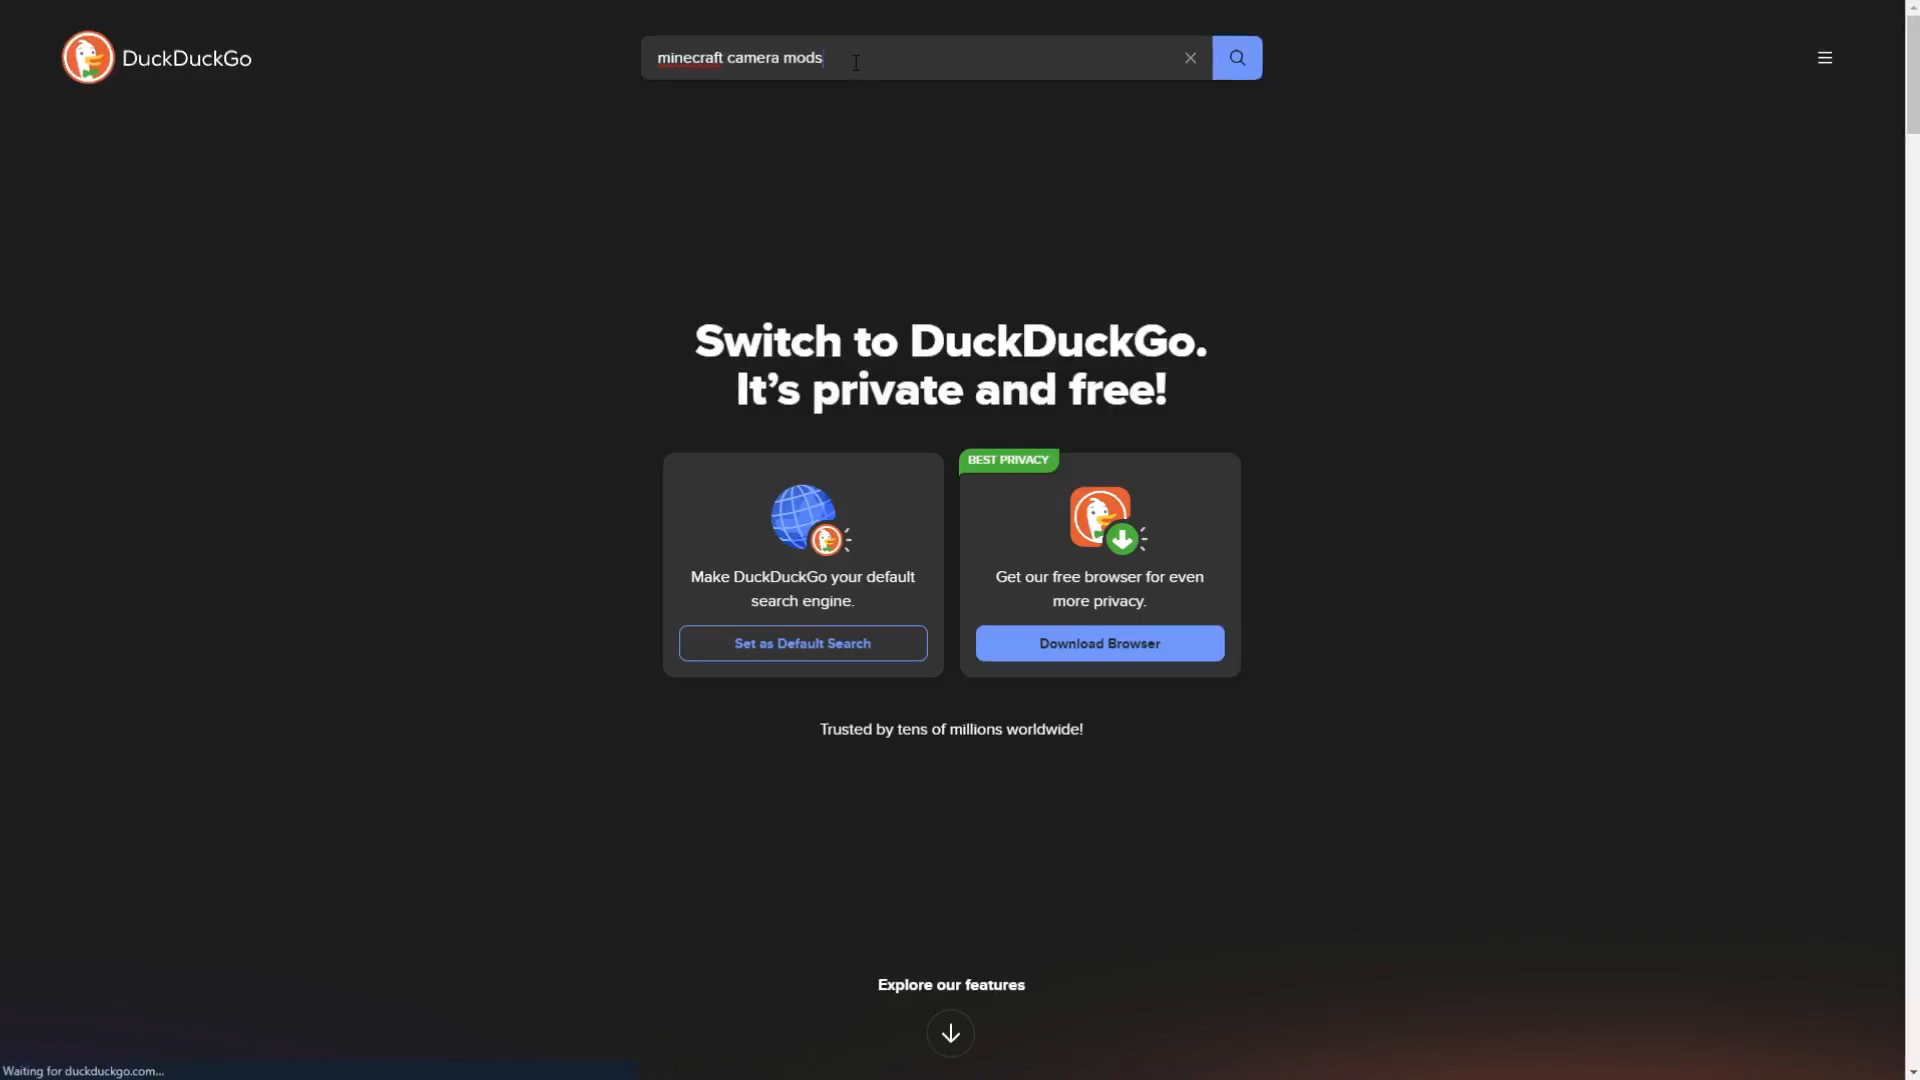 DuckDuckGo
minecraft camera mods
Switch to DuckDuckGo.
It's private and free!
BEST PRIVACY
Make DuckDuckGo your default
search engine.
Set as Default Search
Get our free browser for even
more privacy.
Download Browser
Trusted by tens of millions worldwide!
Explore our features
Waiting for duckduckgo.com...